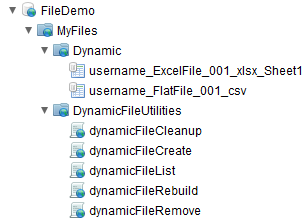 FileDemo
MyFiles
Dynamic
username_ExcelFile_001_xlsx_Sheet1
username_FlatFile_001_csv
DynamicFileUtilities
dynamicFileCleanup
dynamicFileCreate
dynamicFileList
dynamicFileRebuild
dynamicFileRemove